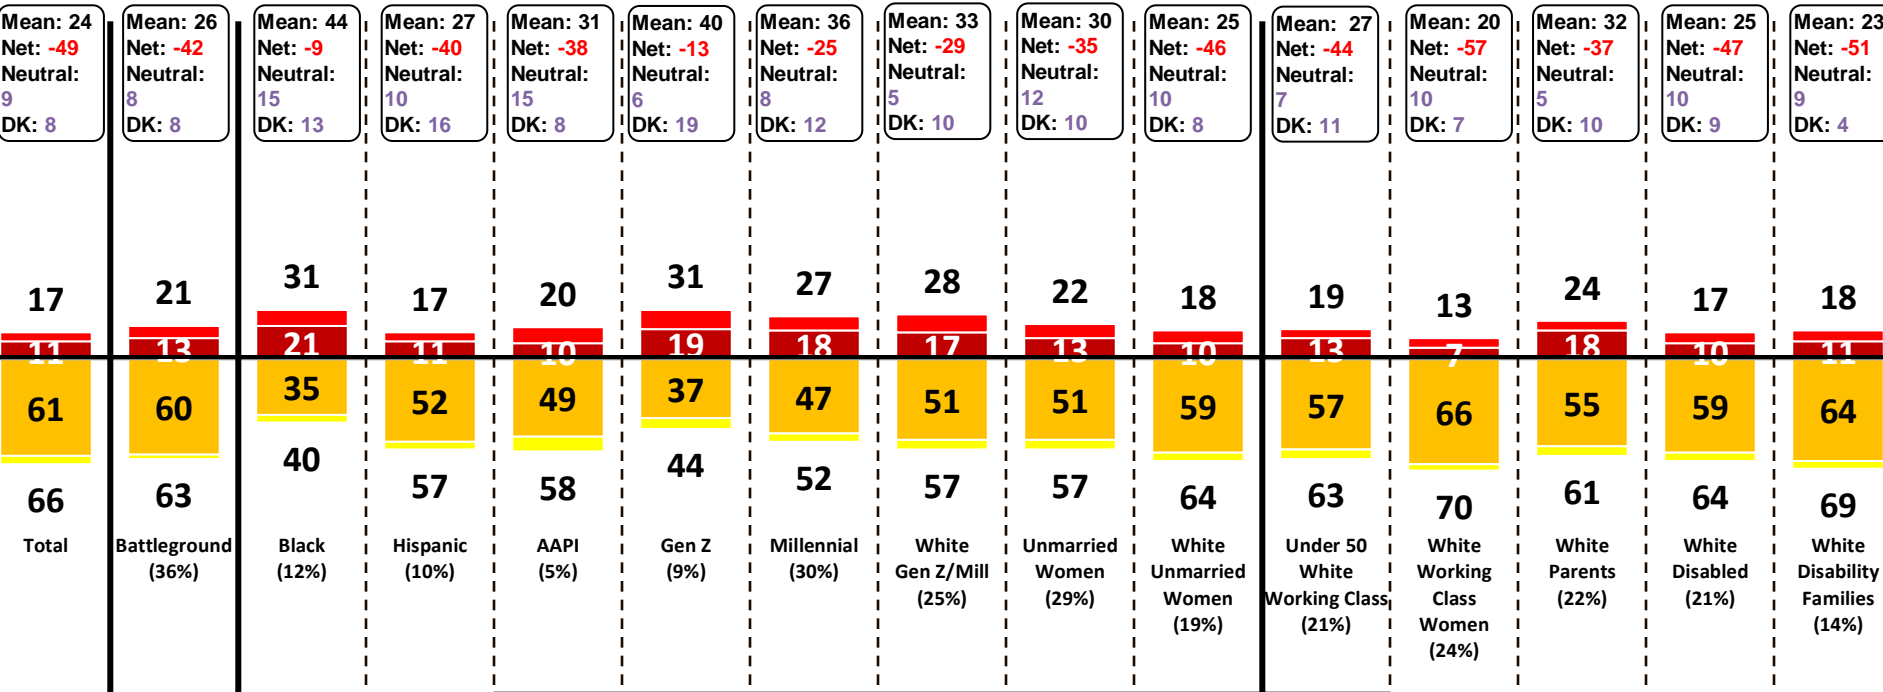 Mean: 24
Net: -49
Neutral:
9
DK: 8
Mean: 26
Net: -42
Neutral:
8
DK: 8
Mean: 44
Net: -9
Neutral:
15
DK: 13
Mean: 27
Net: -40
Neutral:
10
DK: 16
Mean: 31
Net: -38
Neutral:
15
DK: 8
Mean: 40
Net: -13
Neutral:
6
DK: 19
Mean: 36
Net: -25
Neutral:
8
DK: 12
Mean: 33
Net: -29
Neutral:
5
DK: 10
Mean: 30
Net: -35
Neutral:
12
DK: 10
Mean: 25
Net: -46
Neutral:
10
DK: 8
Mean: 27
Net: -44
Neutral:
7
DK: 11
Mean: 20
Net: -57
Neutral:
10
DK: 7
Mean: 32
Net: -37
Neutral:
5
DK: 10
Mean: 25
Net: -47
Neutral:
10
DK: 9
Mean: 23
Net: -51
Neutral:
9
DK: 4
17 21 31 17 20 31 27 28 22 18 19 13 24 17 18
11 13 21 11 10 19 18 17 13 10 13 7 18 10 11
61 60 35 52 49 37 47 51 51 59 57 66 55 59 64
66 63 40 57 58 44 52 57 57 64 63 70 61 64 69
Total
Battleground
(36%)
Black
(12%)
Hispanic
(10%)
AAPI
(5%)
Gen Z
(9%)
Millennial
(30%)
White
Gen Z/Mill
(25%)
Unmarried
Women
(29%)
White
Unmarried
Women
(19%)
Under 50
White
Working Class
(21%)
White
Working
Class
Women
(24%)
White
Parents
(22%)
White
Disabled
(21%)
White
Disability
Families
(14%)